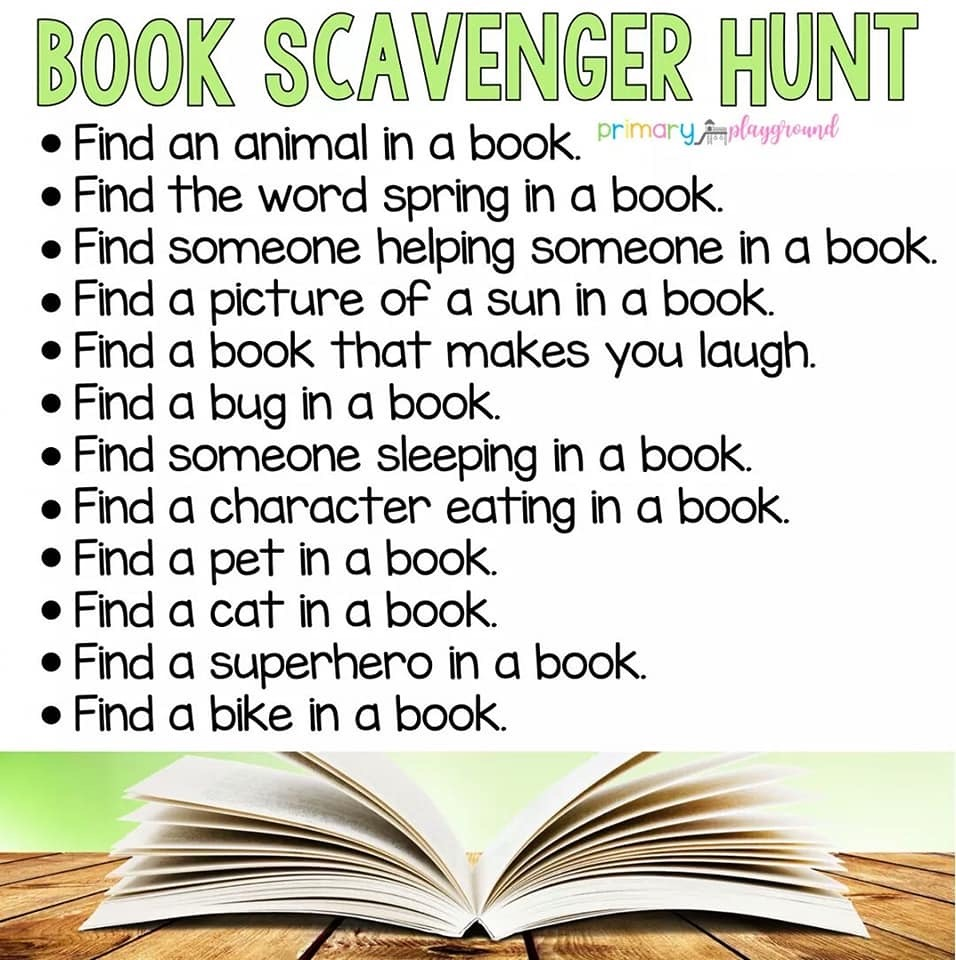 BOOK SCAVENGER HUNT
primary playground
• Find an animal in a book.
• Find the word spring in a book.
• Find someone helping someone in a book.
• Find a picture of a sun in a book.
• Find a book that makes you laugh.
• Find a bug in a book.
• Find someone sleeping in a book.
• Find a character eating in a book.
• Find a pet in a book.
• Find a cat in a book.
• Find a superhero in a book.
• Find a bike in a book.